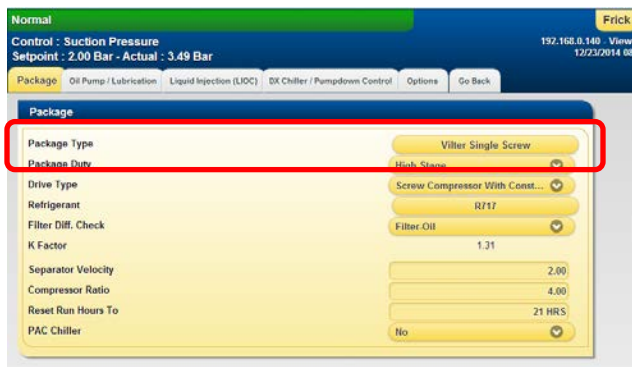 Normal Frick
Control : Suction Pressure 192.168.0.140 - View
Setpoint : 2.00 Bar - Actual : 3.49 Bar 12/23/2014 08
Package Oil Pump / Lubrication Liquid Injection (LIOC) DX Chiller / Pumpdown Control Options Go Back
Package
Package Type Vilter Single Screw
Package Duty High Stage
Drive Type Screw Compressor With Const...
Refrigerant R717
Filter Diff. Check Filter-Oil
K Factor 1.31
Separator Velocity 2.00
Compressor Ratio 4.00
Reset Run Hours To 21 HRS
PAC Chiller No